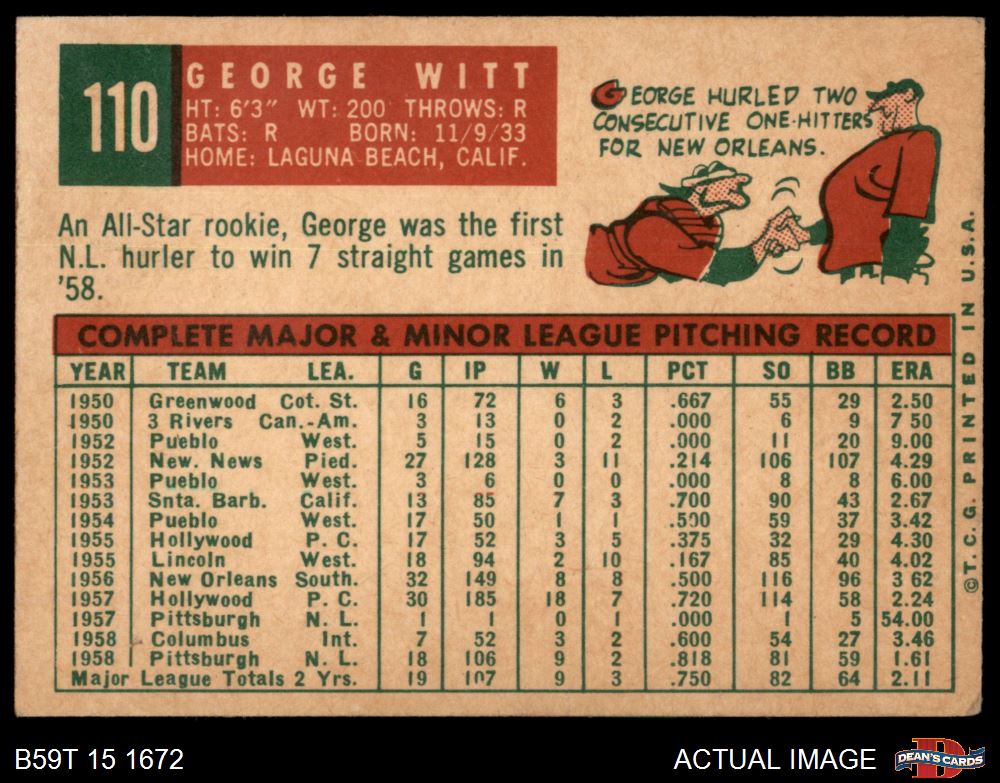 110
GEORGE WITT
HT: 6'3" WT: 200 THROWS: R
BATS: R BORN: 11/9/33
HOME: LAGUNA BEACH, CALIF.
GEORGE HURLED TWO
CONSECUTIVE ONE-HITTERS
FOR NEW ORLEANS.
An All-Star rookie, George was the first
N.L. hurler to win 7 straight games in
'58.
COMPLETE MAJOR & MINOR LEAGUE PITCHING RECORD
YEAR TEAM LEA. G IP W L PCT SO BB ERA
1950 Greenwood Cot. St. 16 72 6 3 .667 55 29 2.50
1950 3 Rivers Can.-Am. 3 13 0 2 .000 6 9 7 50
1952 Pueblo West. 5 15 0 2 .000 11 20 9.00
1952 New. News Pied. 27 128 3 11 .214 106 107 4.29
1953 Pueblo West. 3 6 0 0 .000 8 8 6.00
1953 Snta. Barb. Calif. 13 85 7 3 .700 90 43 2.67
1954 Pueblo West. 17 50 1 1 .500 59 37 3.42
1955 Hollywood P. C. 17 52 3 5 .375 32 29 4.30
1955 Lincoln West. 18 94 2 10 .167 85 40 4.02
1956 New Orleans South. 32 149 8 8 .500 116 96 3 62
1957 Hollywood P. C. 30 185 18 7 .720 114 58 2.24
1957 Pittsburgh N. L. 1 1 0 1 .000 1 5 54.00
1958 Columbus Int. 7 52 3 2 .600 54 27 3.46
1958 Pittsburgh N. L. 18 106 9 2 .818 81 59 1.61
Major League Totals 2 Yrs. 19 107 9 3 .750 82 64 2.11
©T. C. G. PRINTED IN U.S.A.
B59T 15 1672
ACTUAL IMAGE
DEAN'S CARDS